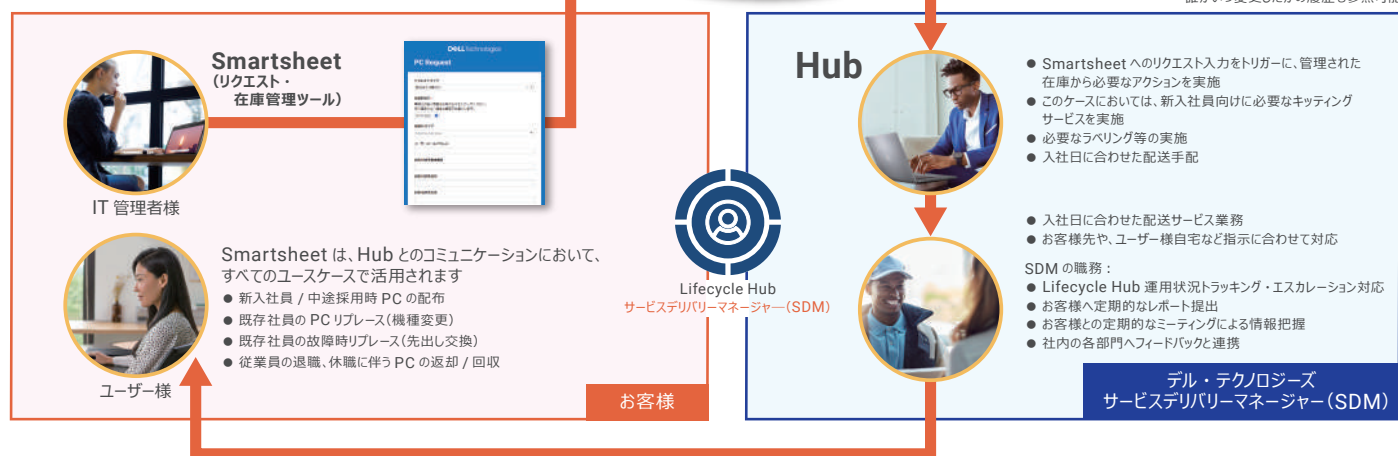 Smartsheet
(リクエスト・
在庫管理ツール)
DELL Technologies
PC Request
IT 管理者様
Smartsheet は、Hub とのコミュニケーションにおいて、
すべてのユースケースで活用されます
● 新入社員 / 中途採用時 PC の配布
● 既存社員の PC リプレース(機種変更)
● 既存社員の故障時リプレース(先出し交換)
● 従業員の退職、休職に伴う PC の返却 / 回収
ユーザー様
お客様
Lifecycle Hub
サービスデリバリーマネージャー(SDM)
Hub
● Smartsheet へのリクエスト入力をトリガーに、管理された
在庫から必要なアクションを実施
● このケースにおいては、新入社員向けに必要なキッティング
サービスを実施
● 必要なラベリング等の実施
● 入社日に合わせた配送手配
● 入社日に合わせた配送サービス業務
● お客様先や、ユーザー様自宅など指示に合わせて対応
SDM の職務:
● Lifecycle Hub 運用状況トラッキング・エスカレーション対応
● お客様へ定期的なレポート提出
● お客様との定期的なミーティングによる情報把握
● 社内の各部門へフィードバックと連携
デル・テクノロジーズ
サービスデリバリーマネージャー(SDM)